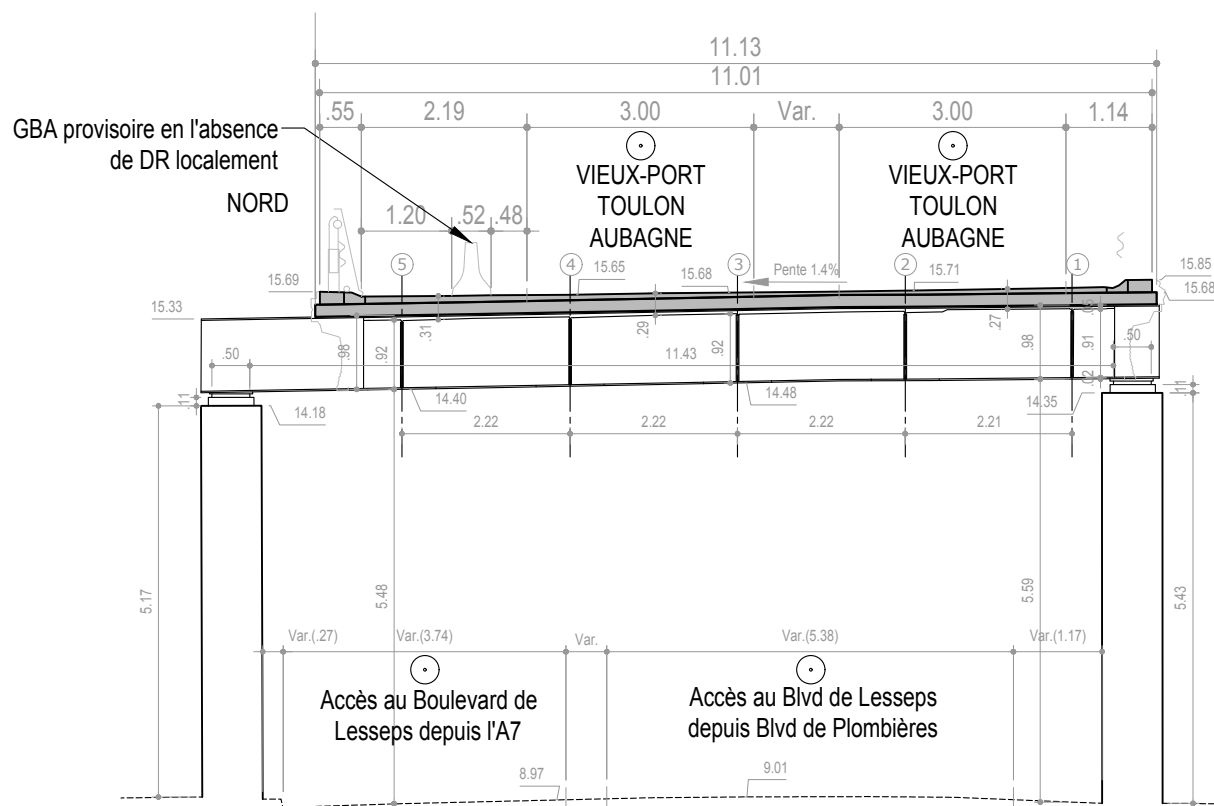 11.13
11.01
.55
2.19
3.00
Var.
3.00
1.14
GBA provisoire en l'absence
de DR localement
NORD
VIEUX-PORT
TOULON
AUBAGNE
VIEUX-PORT
TOULON
AUBAGNE
1.20
.52
.48
5
4
3
2
1
15.69
15.65
15.68
Pente 1.4%
15.71
15.85
15.68
15.33
.31
.29
.27
.98
.92
.92
.98
.91
.02
.50
11.43
.50
.11
14.18
14.40
14.48
14.35
.11
2.22
2.22
2.22
2.21
5.17
5.48
5.59
5.43
Var.(.27)
Var.(3.74)
Var.
Var.(5.38)
Var.(1.17)
Accès au Boulevard de
Lesseps depuis l'A7
Accès au Blvd de Lesseps
depuis Blvd de Plombières
8.97
9.01